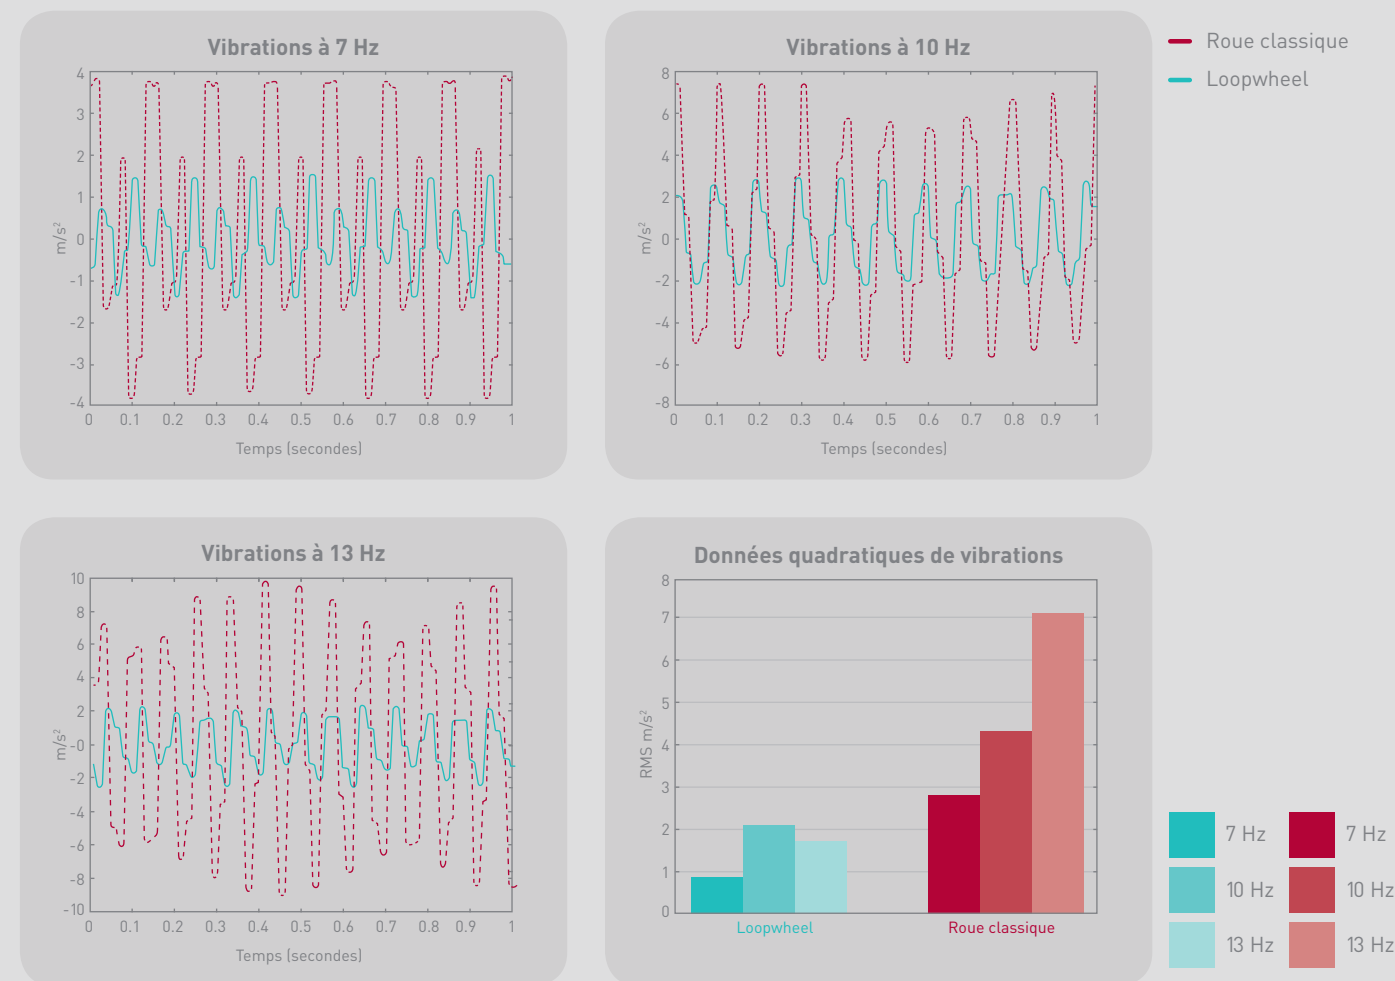 Vibrations à 7 Hz
4
3
2
1
0
-1
-2
-3
-4
m/s²
0 0.1 0.2 0.3 0.4 0.5 0.6 0.7 0.8 0.9 1
Temps (secondes)
Vibrations à 10 Hz
8
6
4
2
0
-2
-4
-6
-8
m/s²
0 0.1 0.2 0.3 0.4 0.5 0.6 0.7 0.8 0.9 1
Temps (secondes)
Roue classique
Loopwheel
Vibrations à 13 Hz
10
8
6
4
2
-0
-2
-4
-6
-8
-10
m/s²
0 0.1 0.2 0.3 0.4 0.5 0.6 0.7 0.8 0.9 1
Temps (secondes)
Données quadratiques de vibrations
8
7
6
5
4
3
2
1
0
RMS m/s²
Loopwheel Roue classique
7 Hz 7 Hz
10 Hz 10 Hz
13 Hz 13 Hz